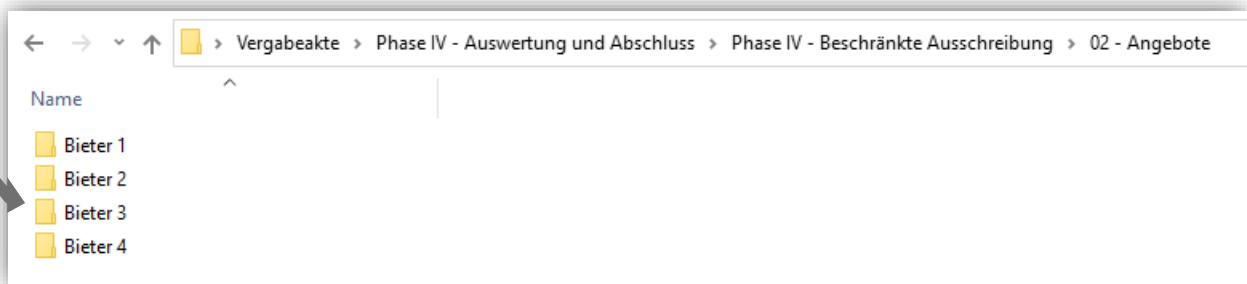 Vergabeakte > Phase IV - Auswertung und Abschluss > Phase IV - Beschränkte Ausschreibung > 02 - Angebote
Name
Bieter 1
Bieter 2
Bieter 3
Bieter 4